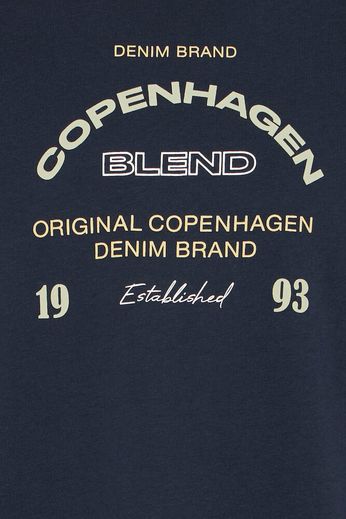 DENIM BRAND
COPENHAGEN
BLEND
ORIGINAL COPENHAGEN
DENIM BRAND
19 Established 93